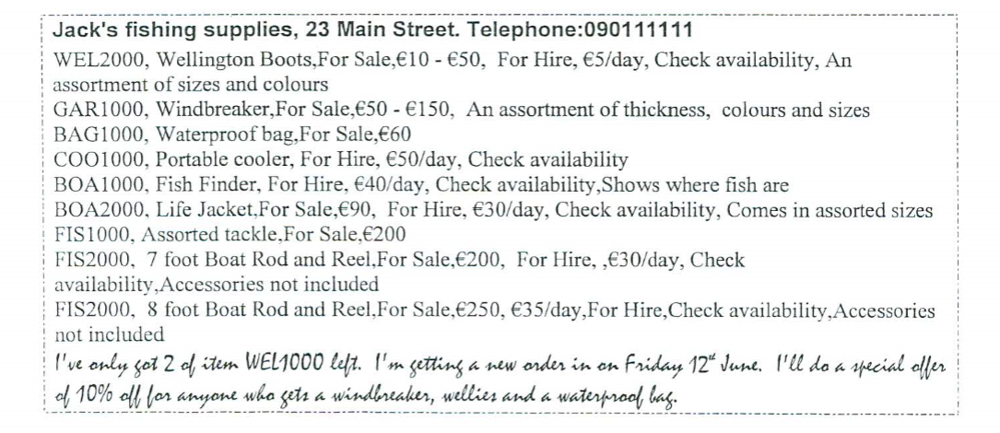 Jack's fishing supplies, 23 Main Street. Telephone:090111111
WEL2000, Wellington Boots,For Sale,€10 - €50,  For Hire, €5/day, Check availability, An
assortment of sizes and colours
GAR1000, Windbreaker,For Sale,€50 - €150,  An assortment of thickness,  colours and sizes
BAG1000, Waterproof bag,For Sale,€60
COO1000, Portable cooler, For Hire, €50/day, Check availability
BOA1000, Fish Finder, For Hire, €40/day, Check availability,Shows where fish are
BOA2000, Life Jacket,For Sale,€90,  For Hire, €30/day, Check availability, Comes in assorted sizes
FIS1000, Assorted tackle,For Sale,€200
FIS2000,  7 foot Boat Rod and Reel,For Sale,€200,  For Hire, ,€30/day, Check
availability,Accessories not included
FIS2000,  8 foot Boat Rod and Reel,For Sale,€250, €35/day,For Hire,Check availability,Accessories
not included
I've only got 2 of item WEL1000 left.  I'm getting a new order in on Friday 12th June.  I'll do a special offer
of 10% off for anyone who gets a windbreaker, wellies and a waterproof bag.